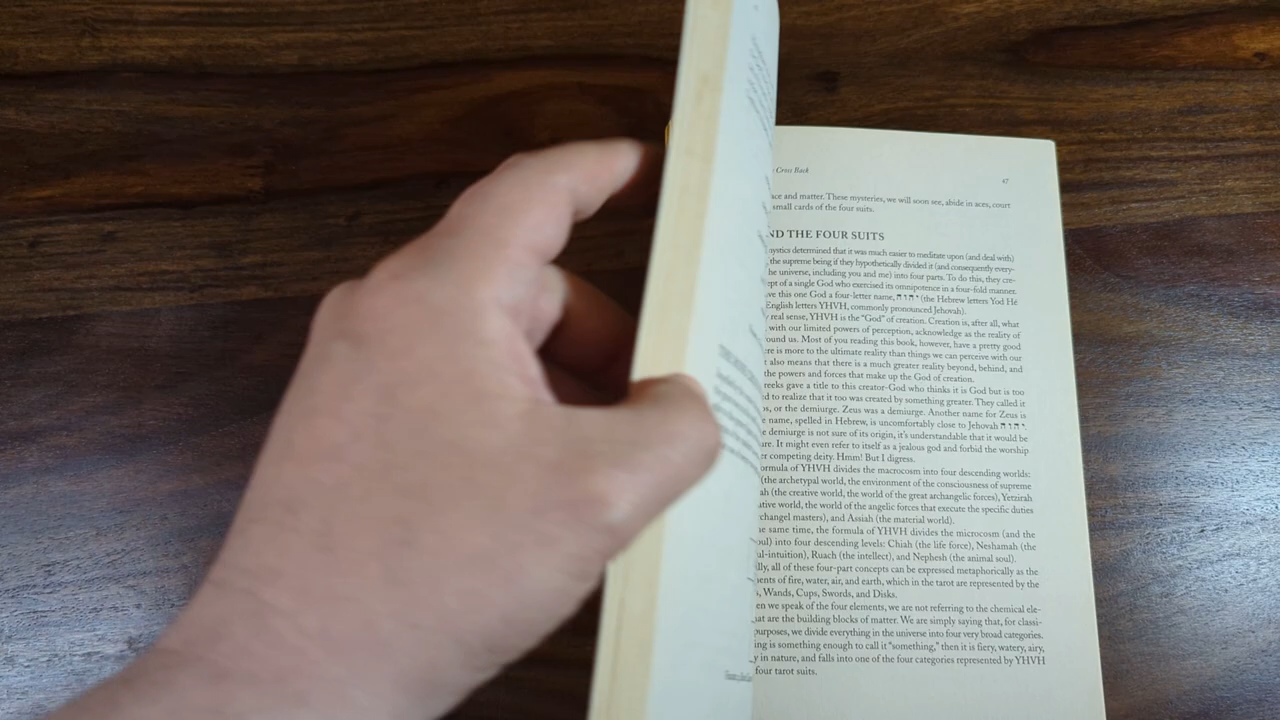 Cross Back
47
and matter. These mysteries, we will soon see, abide in aces, court
small cards of the four suits.
THE FOUR SUITS
mystics determined that it was much easier to meditate upon (and deal with)
the supreme being if they hypothetically divided it (and consequently every-
he universe, including you and me) into four parts. To do this, they cre-
ept of a single God who exercised its omnipotence in a four-fold manner.
ve this one God a four-letter name, יהוה (the Hebrew letters Yod He
English letters YHVH, commonly pronounced Jehovah).
real sense, YHVH is the “God” of creation. Creation is, after all, what
with our limited powers of perception, acknowledge as the reality of
ound us. Most of you reading this book, however, have a pretty good
ere is more to the ultimate reality than things we can perceive with our
t also means that there is a much greater reality beyond, behind, and
the powers and forces that make up the God of creation.
reeks gave a title to this creator-God who thinks it is God but is too
ed to realize that it too was created by something greater. They called it
os, or the demiurge. Zeus was a demiurge. Another name for Zeus is
e name, spelled in Hebrew, is uncomfortably close to Jehovah יהוה.
e demiurge is not sure of its origin, it’s understandable that it would be
are. It might even refer to itself as a jealous god and forbid the worship
er competing deity. Hmm! But I digress.
ormula of YHVH divides the macrocosm into four descending worlds:
(the archetypal world, the environment of the consciousness of supreme
ah (the creative world, the world of the great archangelic forces), Yetzirah
ative world, the world of the angelic forces that execute the specific duties
rchangel masters), and Assiah (the material world).
he same time, the formula of YHVH divides the microcosm (and the
oul) into four descending levels: Chiah (the life force), Neshamah (the
ul-intuition), Ruach (the intellect), and Nephesh (the animal soul).
lly, all of these four-part concepts can be expressed metaphorically as the
ents of fire, water, air, and earth, which in the tarot are represented by the
s, Wands, Cups, Swords, and Disks.
en we speak of the four elements, we are not referring to the chemical ele-
hat are the building blocks of matter. We are simply saying that, for classi-
purposes, we divide everything in the universe into four very broad categories.
ing is something enough to call it “something,” then it is fiery, watery, airy,
y in nature, and falls into one of the four categories represented by YHVH
four tarot suits.